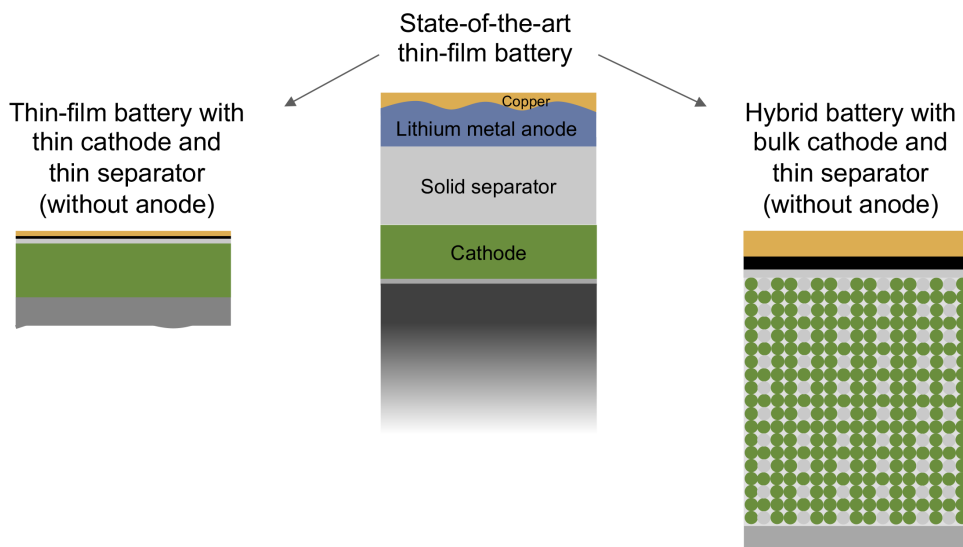 State-of-the-art
thin-film battery
Thin-film battery with
thin cathode and
thin separator
(without anode)
Copper
Lithium metal anode
Solid separator
Cathode
Hybrid battery with
bulk cathode and
thin separator
(without anode)